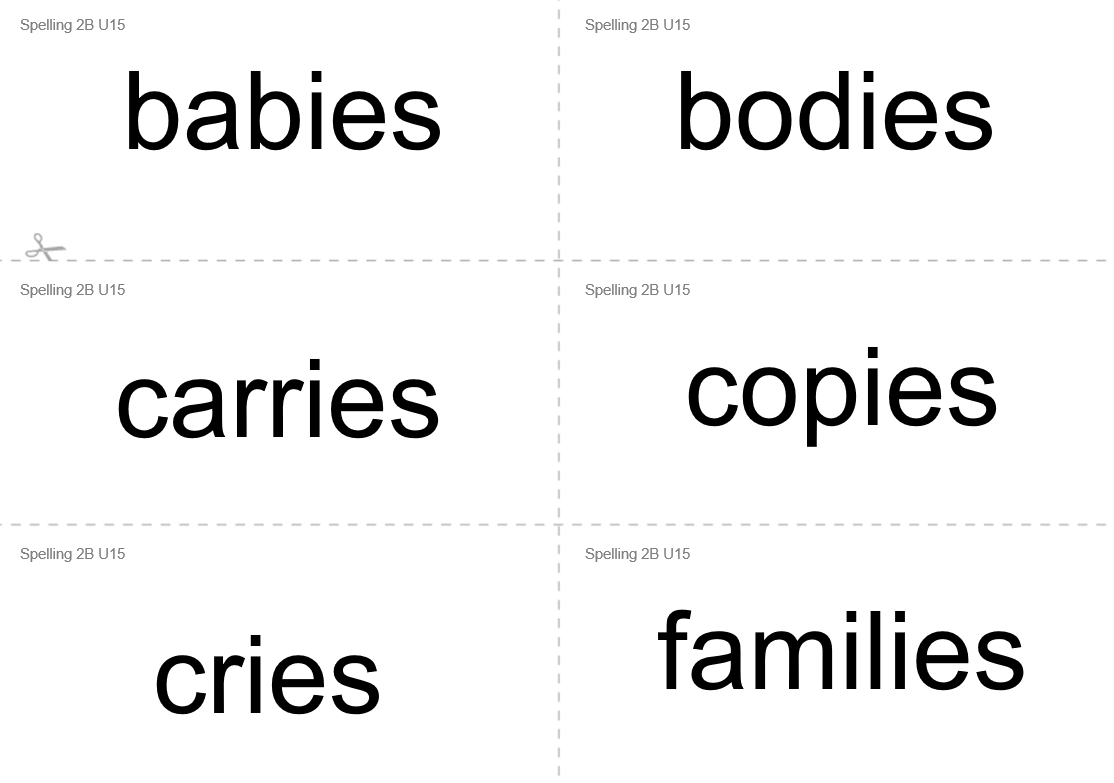 Spelling 2B U15
babies
Spelling 2B U15
bodies
Spelling 2B U15
carries
Spelling 2B U15
copies
Spelling 2B U15
cries
Spelling 2B U15
families